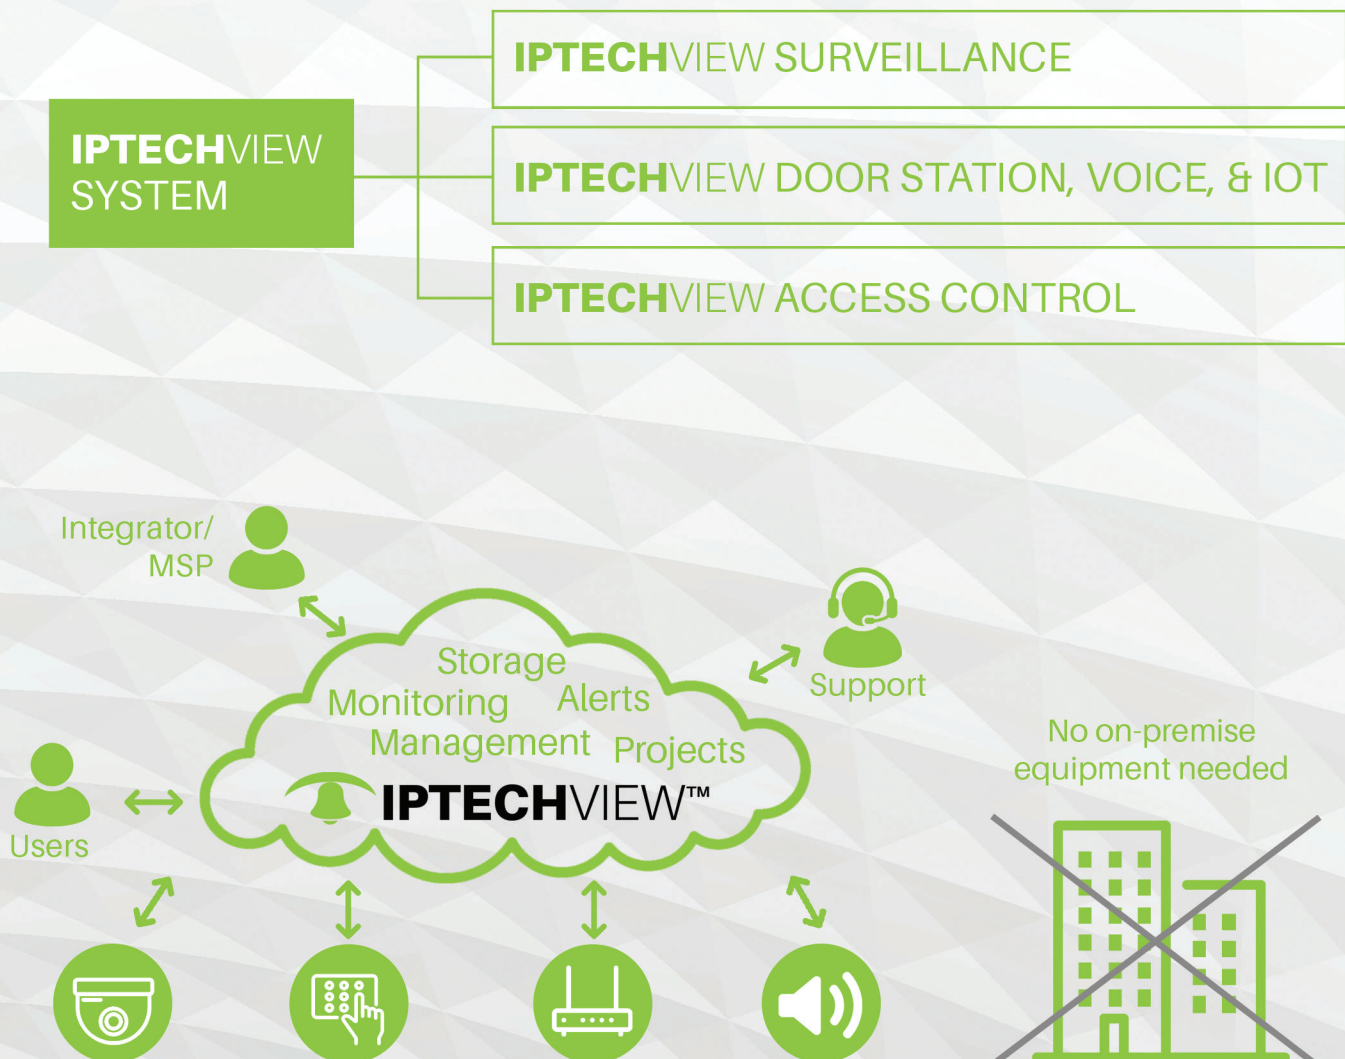 IPTECHVIEW SURVEILLANCE
IPTECHVIEW
SYSTEM
IPTECHVIEW DOOR STATION, VOICE, & IOT
IPTECHVIEW ACCESS CONTROL
Integrator/
MSP
Storage
Monitoring Alerts
Management Projects
IPTECHVIEW™
Support
Users
No on-premise
equipment needed